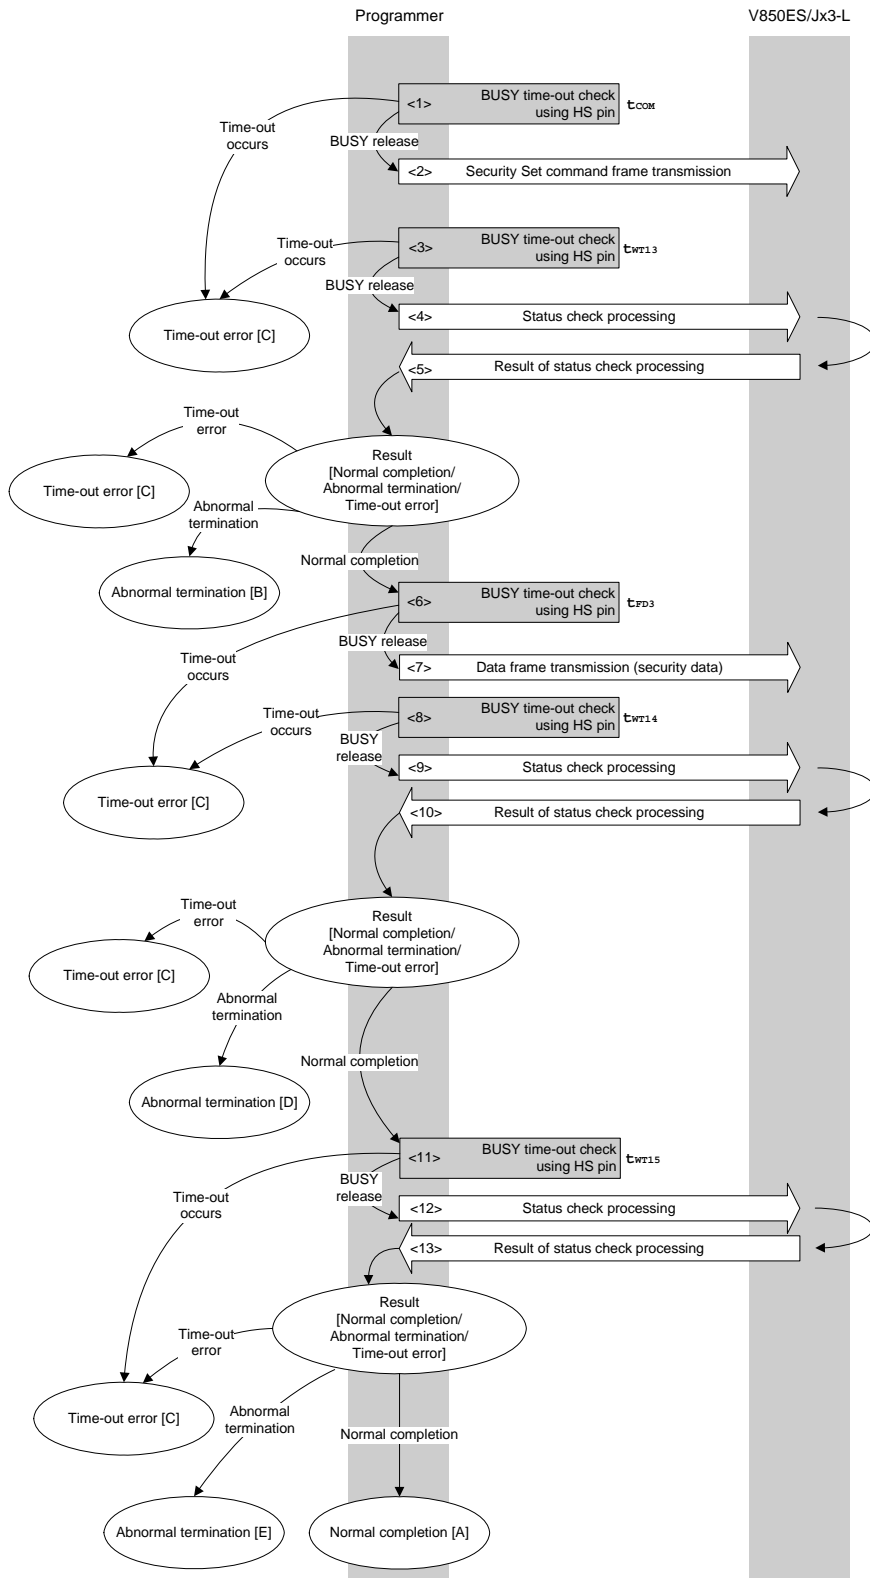 Programmer
V850ES/Jx3-L
<1>
BUSY time-out check
using HS pin
tCOM
Time-out
occurs
BUSY release
<2>
Security Set command frame transmission
<3>
BUSY time-out check
using HS pin
tWT13
Time-out
occurs
BUSY release
<4>
Status check processing
Time-out error [C]
<5>
Result of status check processing
Time-out
error
Result
[Normal completion/
Abnormal termination/
Time-out error]
Time-out error [C]
Abnormal
termination
Normal completion
Abnormal termination [B]
<6>
BUSY time-out check
using HS pin
tFD3
BUSY release
Time-out
occurs
<7>
Data frame transmission (security data)
<8>
BUSY time-out check
using HS pin
tWT14
Time-out
occurs
BUSY
release
<9>
Status check processing
Time-out error [C]
<10>
Result of status check processing
Time-out
error
Result
[Normal completion/
Abnormal termination/
Time-out error]
Time-out error [C]
Abnormal
termination
Normal completion
Abnormal termination [D]
<11>
BUSY time-out check
using HS pin
tWT15
BUSY
release
Time-out
occurs
<12>
Status check processing
<13>
Result of status check processing
Result
[Normal completion/
Abnormal termination/
Time-out error]
Time-out
error
Time-out error [C]
Abnormal
termination
Normal completion
Abnormal termination [E]
Normal completion [A]